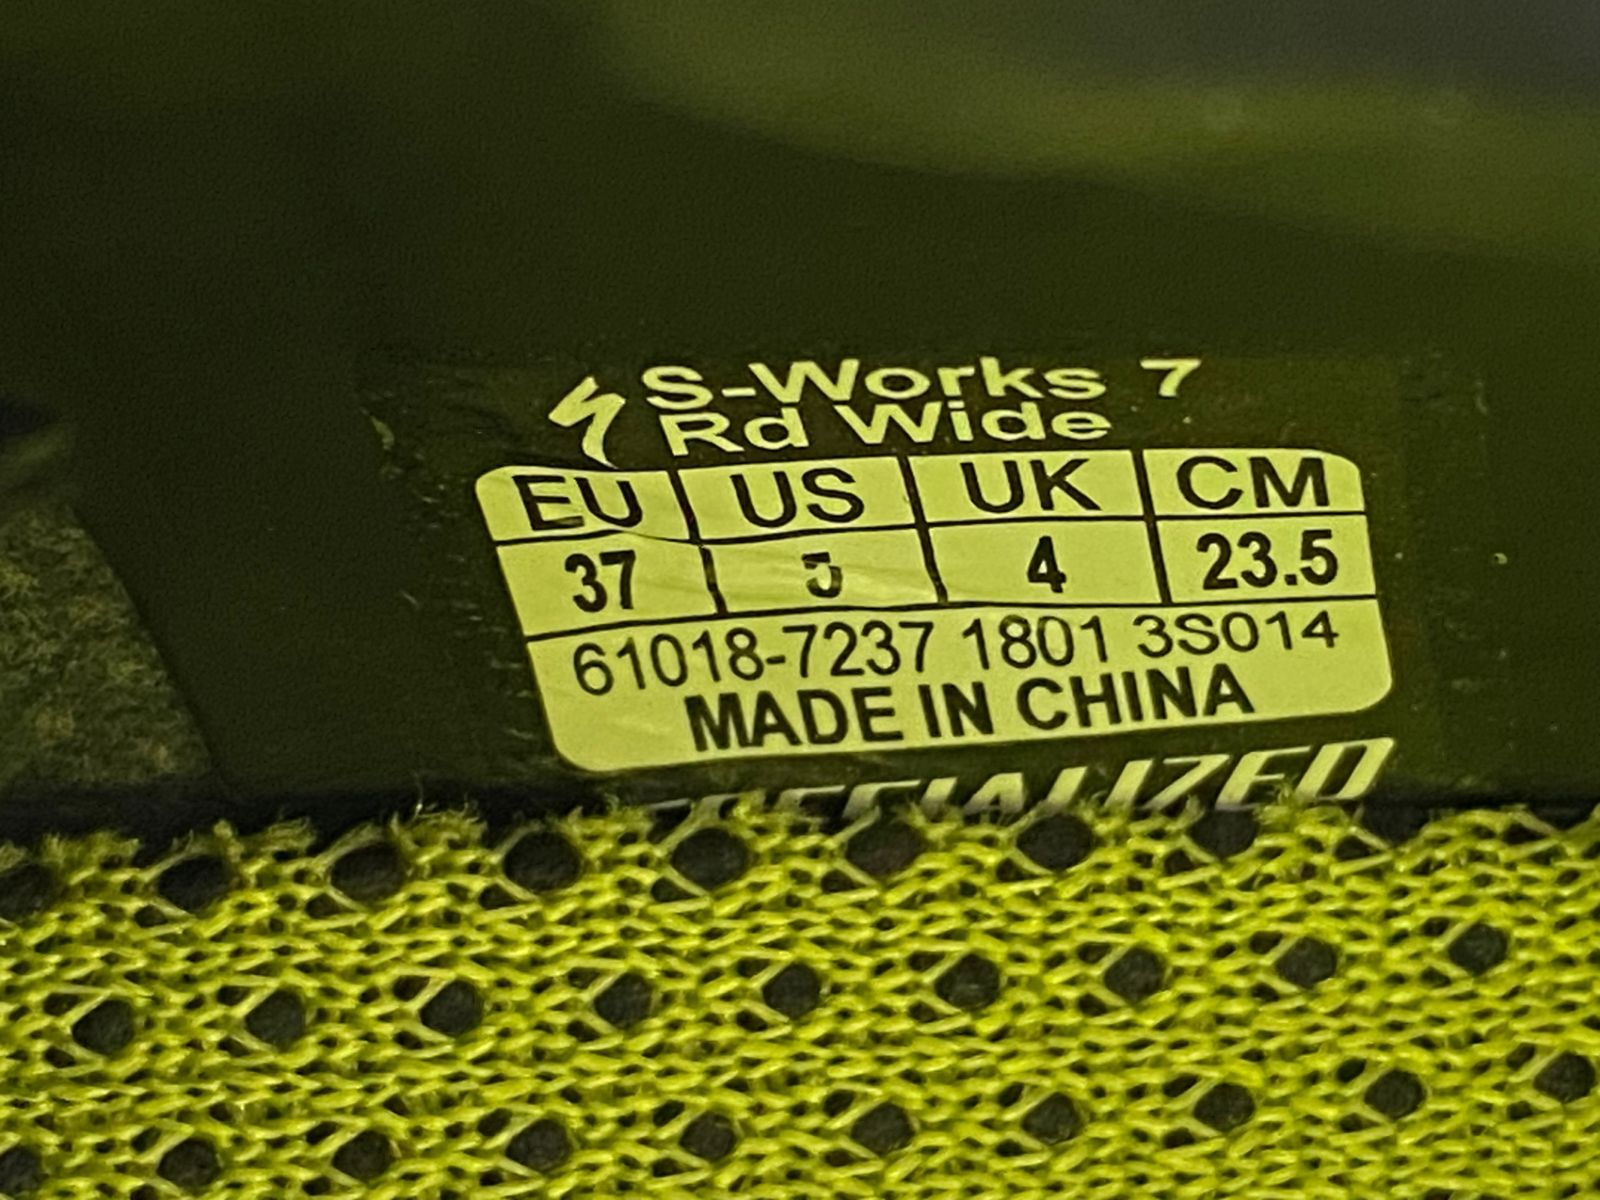 S-Works 7
Rd Wide
EU US UK CM
37 5 4 23.5
61018-7237 1801 3S014
MADE IN CHINA
SPECIALIZED